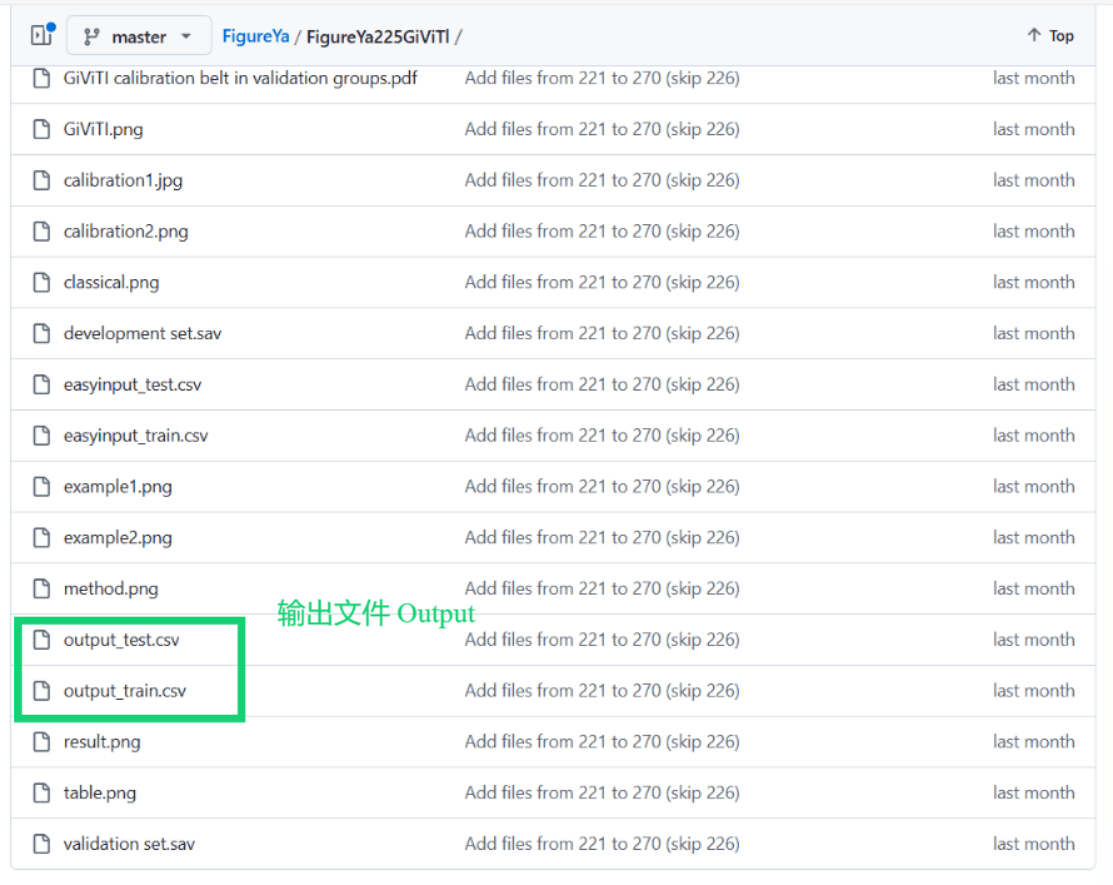 master FigureYa / FigureYa225GiViTI / Top
GiViTI calibration belt in validation groups.pdf Add files from 221 to 270 (skip 226) last month
GiViTI.png Add files from 221 to 270 (skip 226) last month
calibration1.jpg Add files from 221 to 270 (skip 226) last month
calibration2.png Add files from 221 to 270 (skip 226) last month
classical.png Add files from 221 to 270 (skip 226) last month
development set.sav Add files from 221 to 270 (skip 226) last month
easyinput_test.csv Add files from 221 to 270 (skip 226) last month
easyinput_train.csv Add files from 221 to 270 (skip 226) last month
example1.png Add files from 221 to 270 (skip 226) last month
example2.png Add files from 221 to 270 (skip 226) last month
method.png Add files from 221 to 270 (skip 226) last month
输出文件 Output
output_test.csv Add files from 221 to 270 (skip 226) last month
output_train.csv Add files from 221 to 270 (skip 226) last month
result.png Add files from 221 to 270 (skip 226) last month
table.png Add files from 221 to 270 (skip 226) last month
validation set.sav Add files from 221 to 270 (skip 226) last month